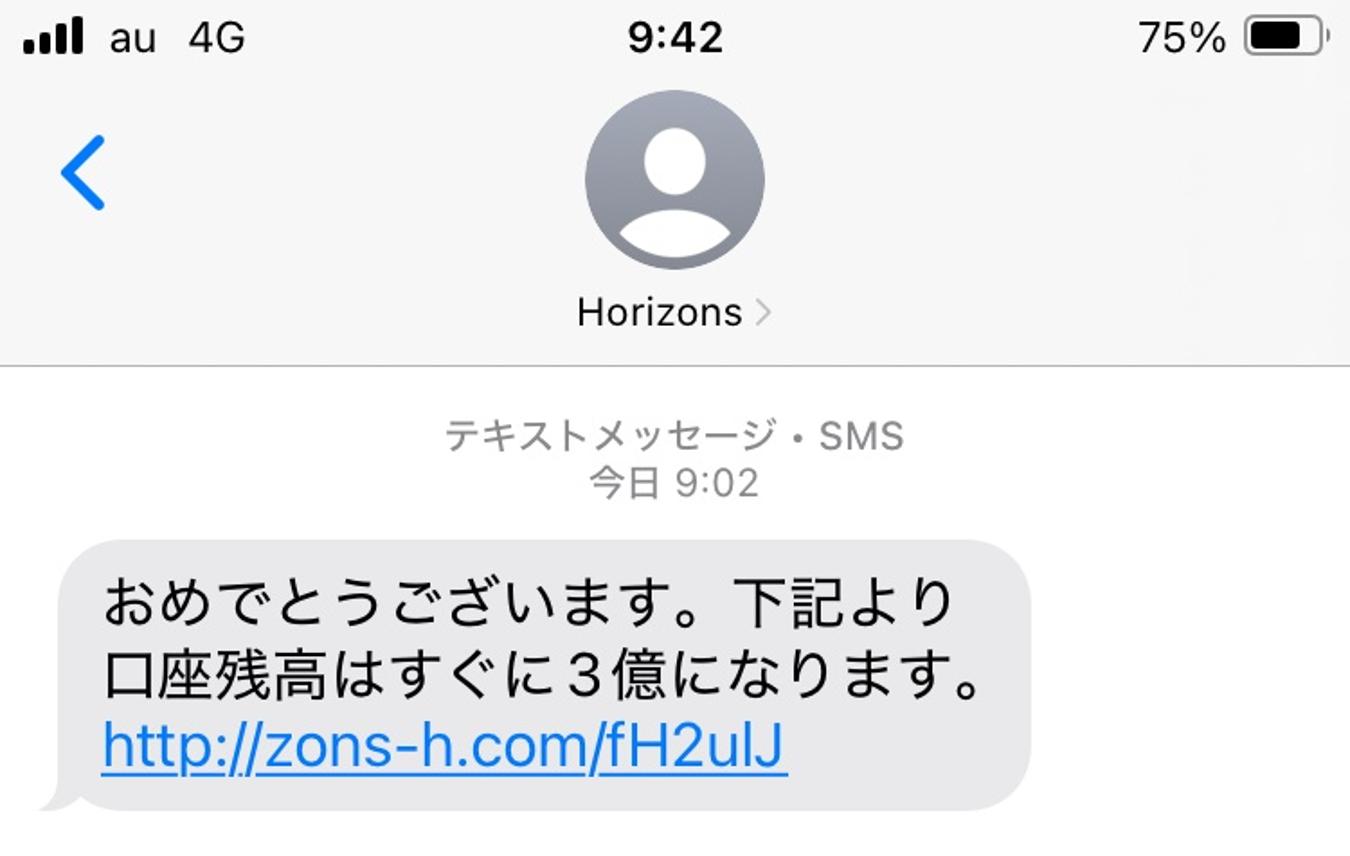 au 4G 9:42 75%
Horizons
テキストメッセージ • SMS
今日 9:02
おめでとうございます。下記より
口座残高はすぐに３億になります。
http://zons-h.com/fH2ulJ